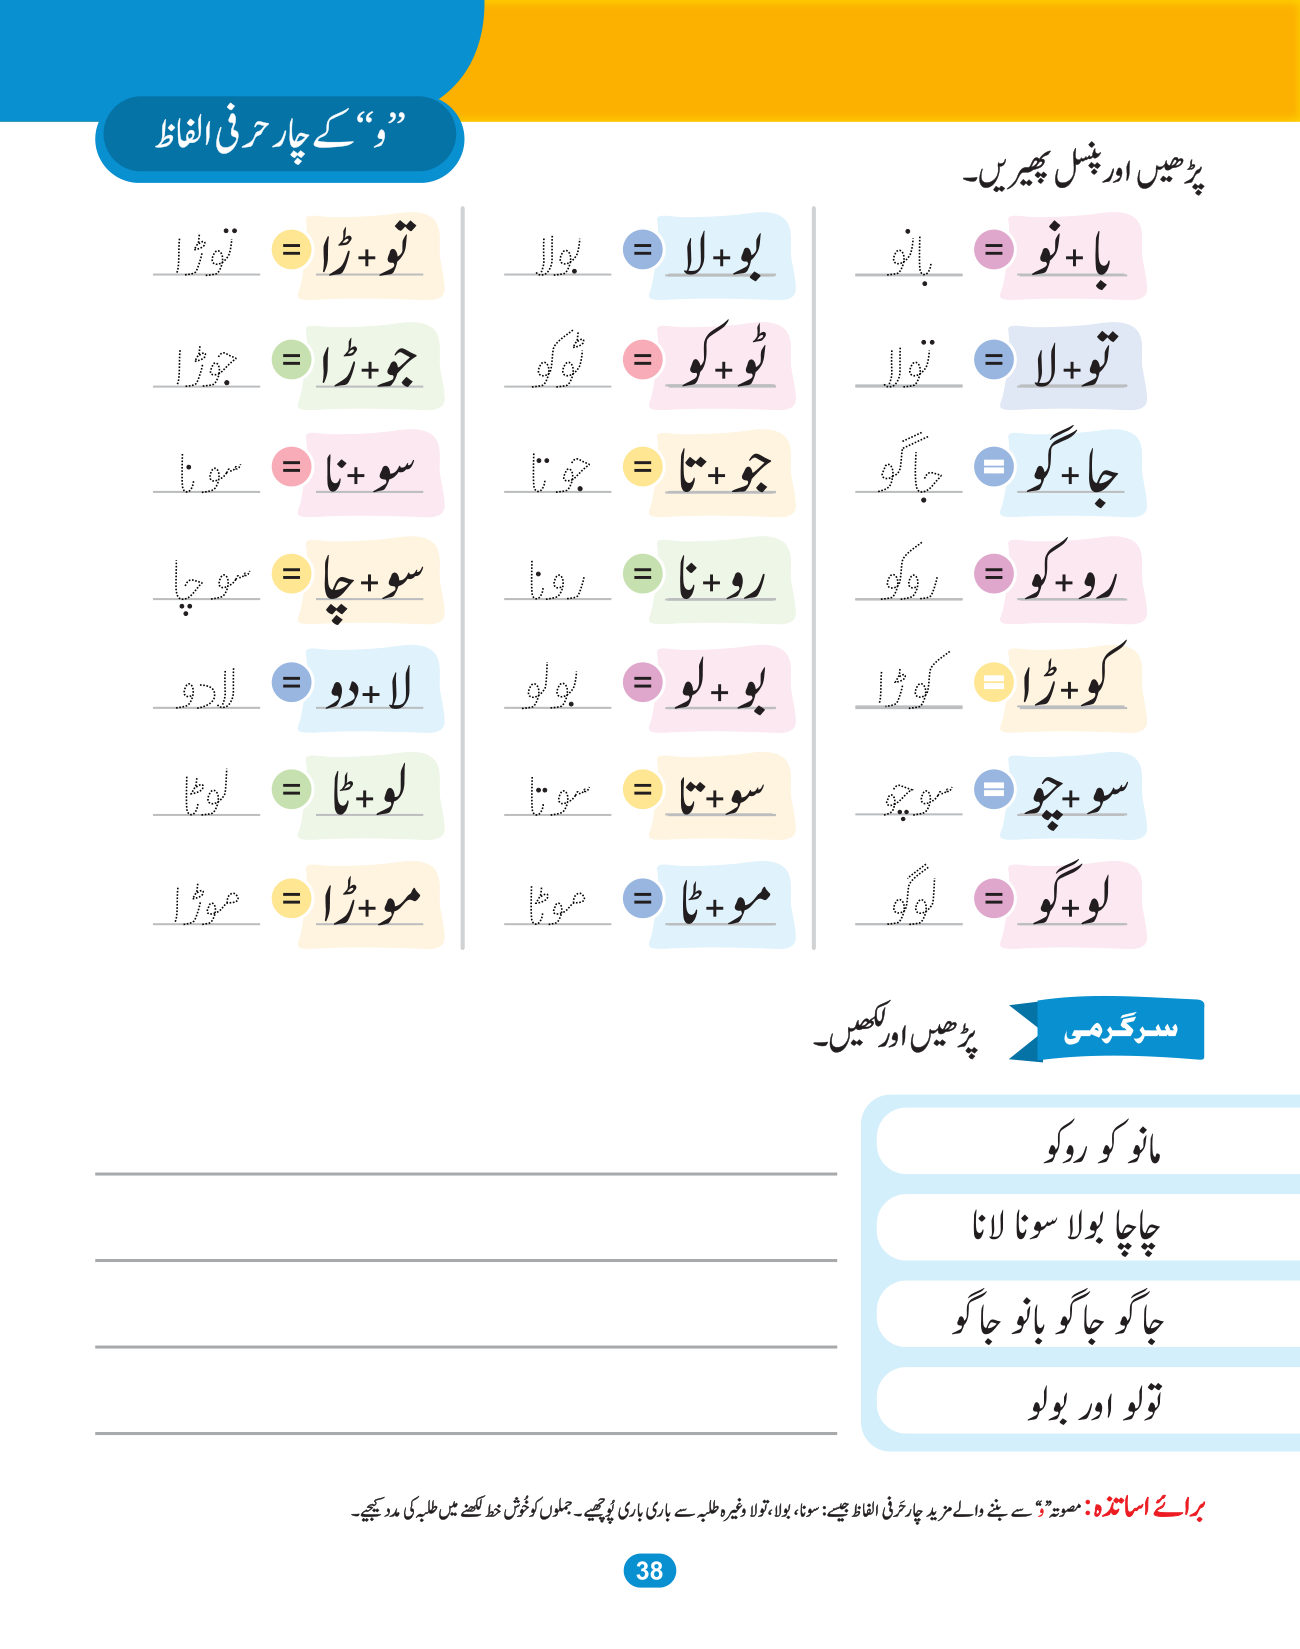 ”و“ کے چار حرفی الفاظ
پڑھیں اور پنسل پھیریں۔
با + نو = بانو
بو + لا = بولا
تو + ڑا = توڑا
تو + لا = تولا
ٹو + کو = ٹوکو
جو + ڑا = جوڑا
جا + گو = جاگو
جو + تا = جوتا
سو + نا = سونا
رو + کو = روکو
رو + نا = رونا
سو + چا = سوچا
کو + ڑا = کوڑا
بو + لو = بولو
لا + دو = لادو
سو + چو = سوچو
سو + تا = سوتا
لو + ٹا = لوٹا
لو + گو = لوگو
مو + ٹا = موٹا
مو + ڑا = موڑا
سرگرمی
پڑھیں اور لکھیں۔
مانو کو روکو
چاچا بولا سونا لانا
جاگو جاگو بانو جاگو
تولو اور بولو
برائے اساتذہ: مصوتہ ”و“ سے بننے والے مزید چار حَرفی الفاظ جیسے: سونا، بولا، تولا وغیرہ طلبہ سے باری باری پُوچھیے۔ جملوں کو خُوش خط لکھنے میں طلبہ کی مدد کیجیے۔
38